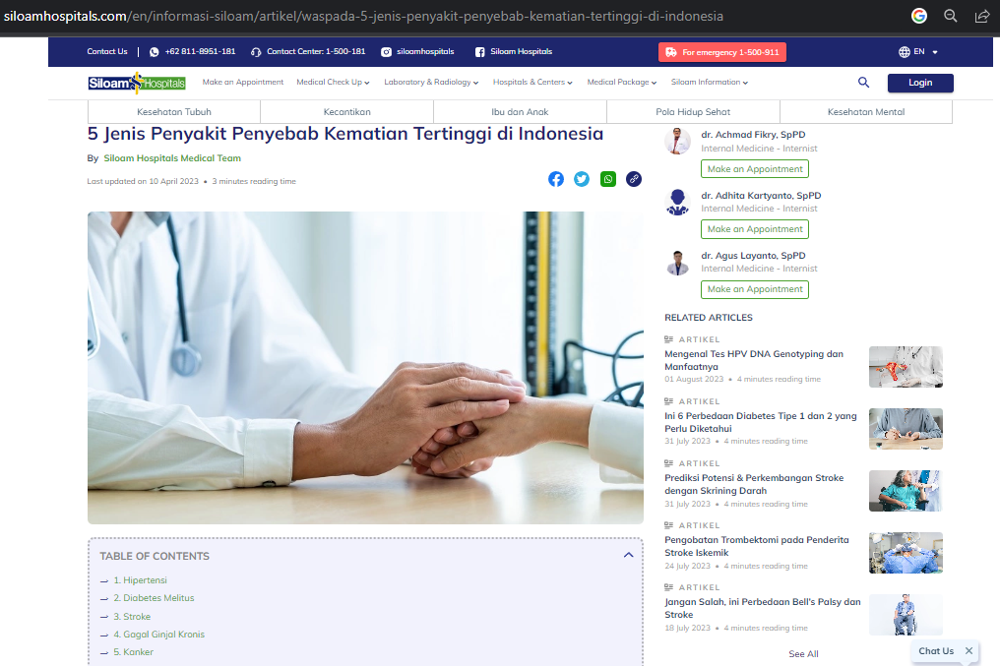 siloamhospitals.com/en/informasi-siloam/artikel/waspada-5-jenis-penyakit-penyebab-kematian-tertinggi-di-indonesia
Contact Us | +62 811-8951-181 Contact Center: 1-500-181 siloamhospitals Siloam Hospitals For emergency 1-500-911 EN
Siloam Hospitals Make an Appointment Medical Check Up Laboratory & Radiology Hospitals & Centers Medical Package Siloam Information Login
Kesehatan Tubuh Kecantikan Ibu dan Anak Pola Hidup Sehat Kesehatan Mental
5 Jenis Penyakit Penyebab Kematian Tertinggi di Indonesia
By Siloam Hospitals Medical Team
Last updated on 10 April 2023 • 3 minutes reading time
TABLE OF CONTENTS
1. Hipertensi
2. Diabetes Melitus
3. Stroke
4. Gagal Ginjal Kronis
5. Kanker
dr. Achmad Fikry, SpPD
Internal Medicine - Internist
Make an Appointment
dr. Adhita Kartyanto, SpPD
Internal Medicine - Internist
Make an Appointment
dr. Agus Layanto, SpPD
Internal Medicine - Internist
Make an Appointment
RELATED ARTICLES
ARTIKEL
Mengenal Tes HPV DNA Genotyping dan
Manfaatnya
01 August 2023 • 4 minutes reading time
ARTIKEL
Ini 6 Perbedaan Diabetes Tipe 1 dan 2 yang
Perlu Diketahui
31 July 2023 • 4 minutes reading time
ARTIKEL
Prediksi Potensi & Perkembangan Stroke
dengan Skrining Darah
31 July 2023 • 4 minutes reading time
ARTIKEL
Pengobatan Trombektomi pada Penderita
Stroke Iskemik
24 July 2023 • 4 minutes reading time
ARTIKEL
Jangan Salah, ini Perbedaan Bell's Palsy dan
Stroke
18 July 2023 • 4 minutes reading time
See All
Chat Us